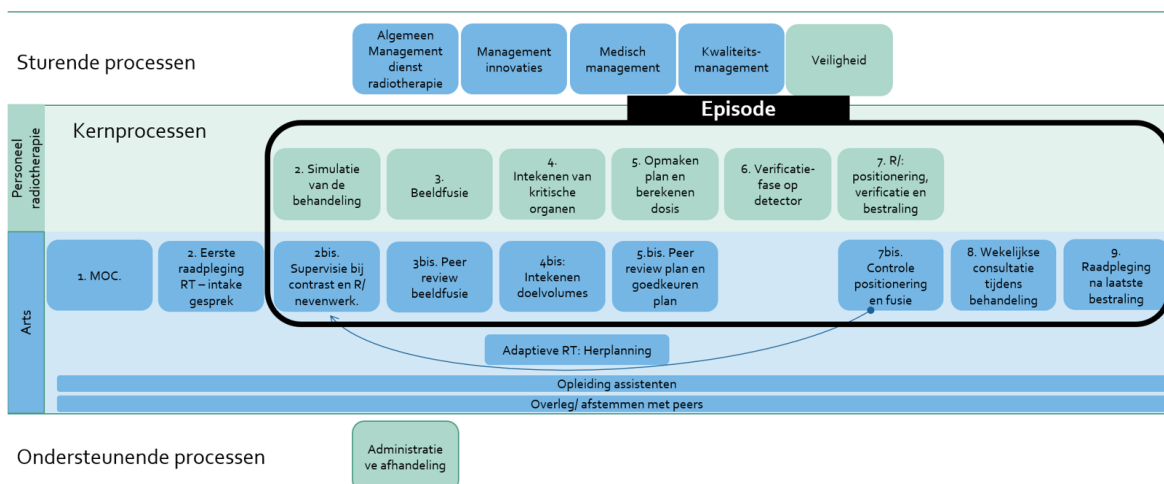 Sturende processen
Algemeen
Management
dienst
radiotherapie
Management
innovaties
Medisch
management
Kwaliteits-
management
Veiligheid
Episode
Personeel
radiotherapie
Kernprocessen
2. Simulatie
van de
behandeling
3.
Beeldfusie
4.
Intekenen van
kritische
organen
5. Opmaken
plan en
berekenen
dosis
6. Verificatie-
fase op
detector
7. R/:
positionering,
verificatie en
bestraling
Arts
1. MOC.
2. Eerste
raadpleging
RT – intake
gesprek
2bis.
Supervisie bij
contrast en R/
nevenwerk.
3bis. Peer
review
beeldfusie
4bis:
Intekenen
doelvolumes
5.bis. Peer
review plan en
goedkeuren
plan
7bis.
Controle
positionering
en fusie
8. Wekelijkse
consultatie
tijdens
behandeling
9.
Raadpleging
na laatste
bestraling
Adaptieve RT: Herplanning
Opleiding assistenten
Overleg/ afstemmen met peers
Ondersteunende processen
Administratie
ve afhandeling